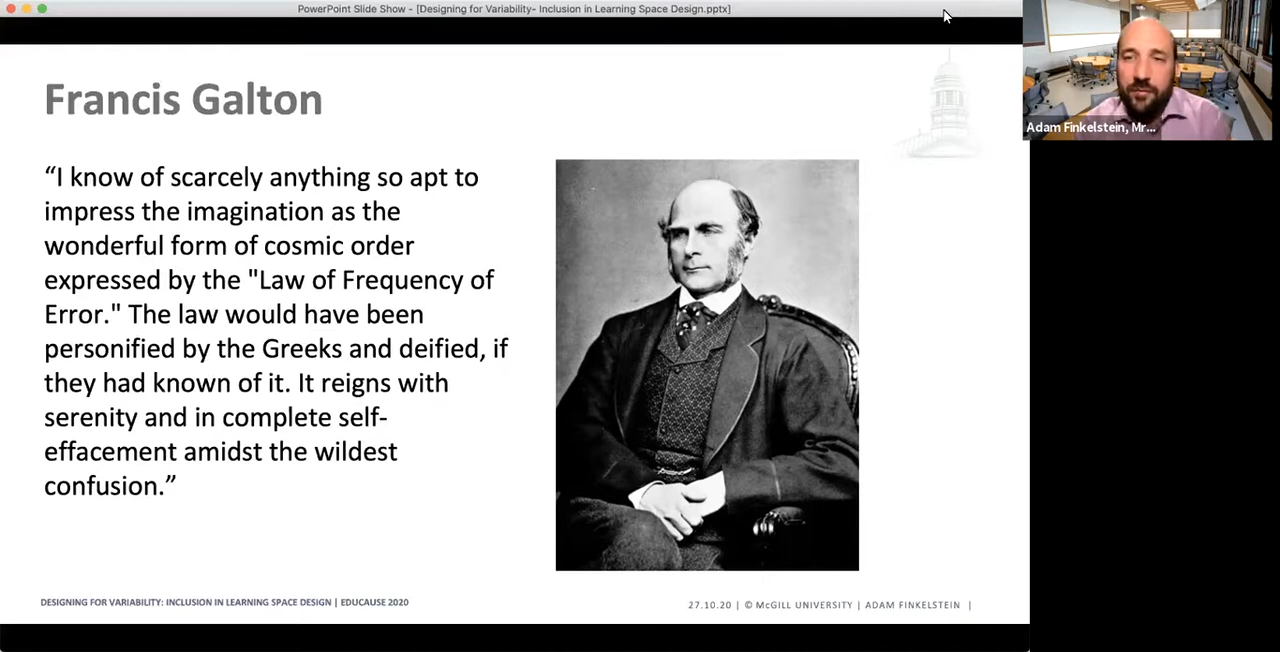 PowerPoint Slide Show - [Designing for Variability- Inclusion in Learning Space Design.pptx]
Francis Galton
“I know of scarcely anything so apt to
impress the imagination as the
wonderful form of cosmic order
expressed by the "Law of Frequency of
Error." The law would have been
personified by the Greeks and deified, if
they had known of it. It reigns with
serenity and in complete self-
effacement amidst the wildest
confusion.”
DESIGNING FOR VARIABILITY: INCLUSION IN LEARNING SPACE DESIGN | EDUCAUSE 2020
27.10.20 | © McGILL UNIVERSITY | ADAM FINKELSTEIN |
Adam Finkelstein, Mr...